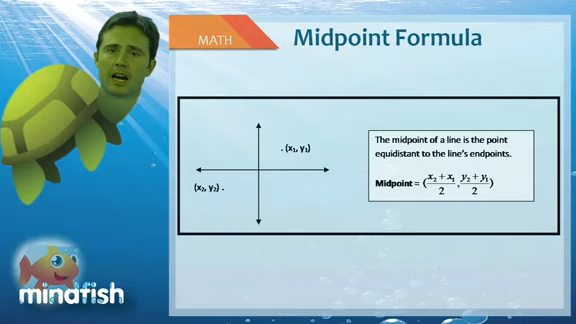 MATH
Midpoint Formula
. (x₁, y₁)
(x₂, y₂) .
The midpoint of a line is the point
equidistant to the line's endpoints.
Midpoint = (x₂ + x₁ / 2 , y₂ + y₁ / 2)
mindfish